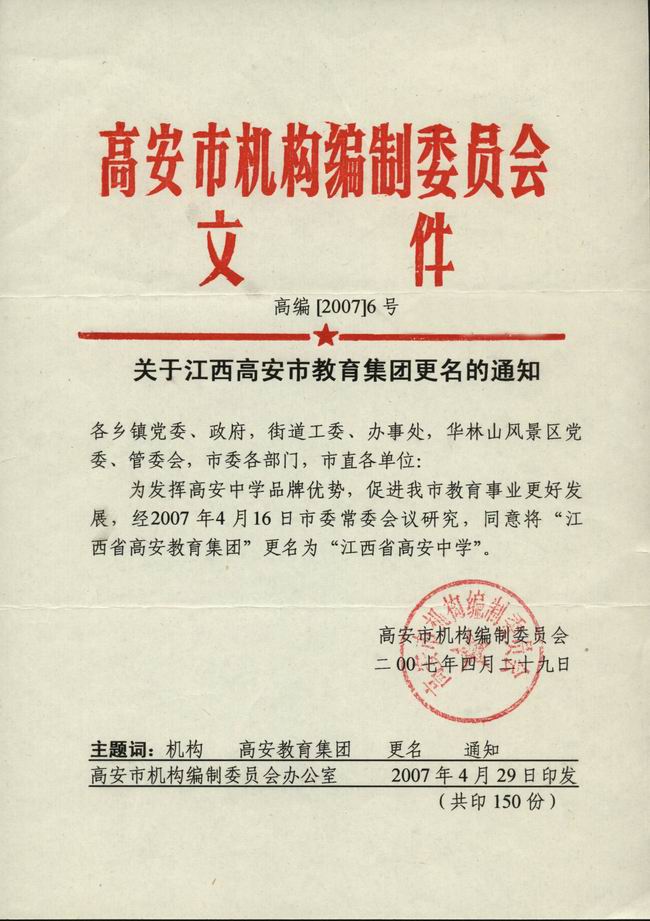 高安市机构编制委员会
文 件
高编 [2007]6 号
关于江西高安市教育集团更名的通知
各乡镇党委、政府，街道工委、办事处，华林山风景区党
委、管委会，市委各部门，市直各单位：
为发挥高安中学品牌优势，促进我市教育事业更好发
展，经2007 年4 月16 日市委常委会议研究，同意将“江
西省高安教育集团”更名为“江西省高安中学”。
高安市机构编制委员会
高安市机构编制委员会
二00七年四月二十九日
主题词：机构 高安教育集团 更名 通知
高安市机构编制委员会办公室 2007 年 4 月 29 日印发
（共印 150 份）